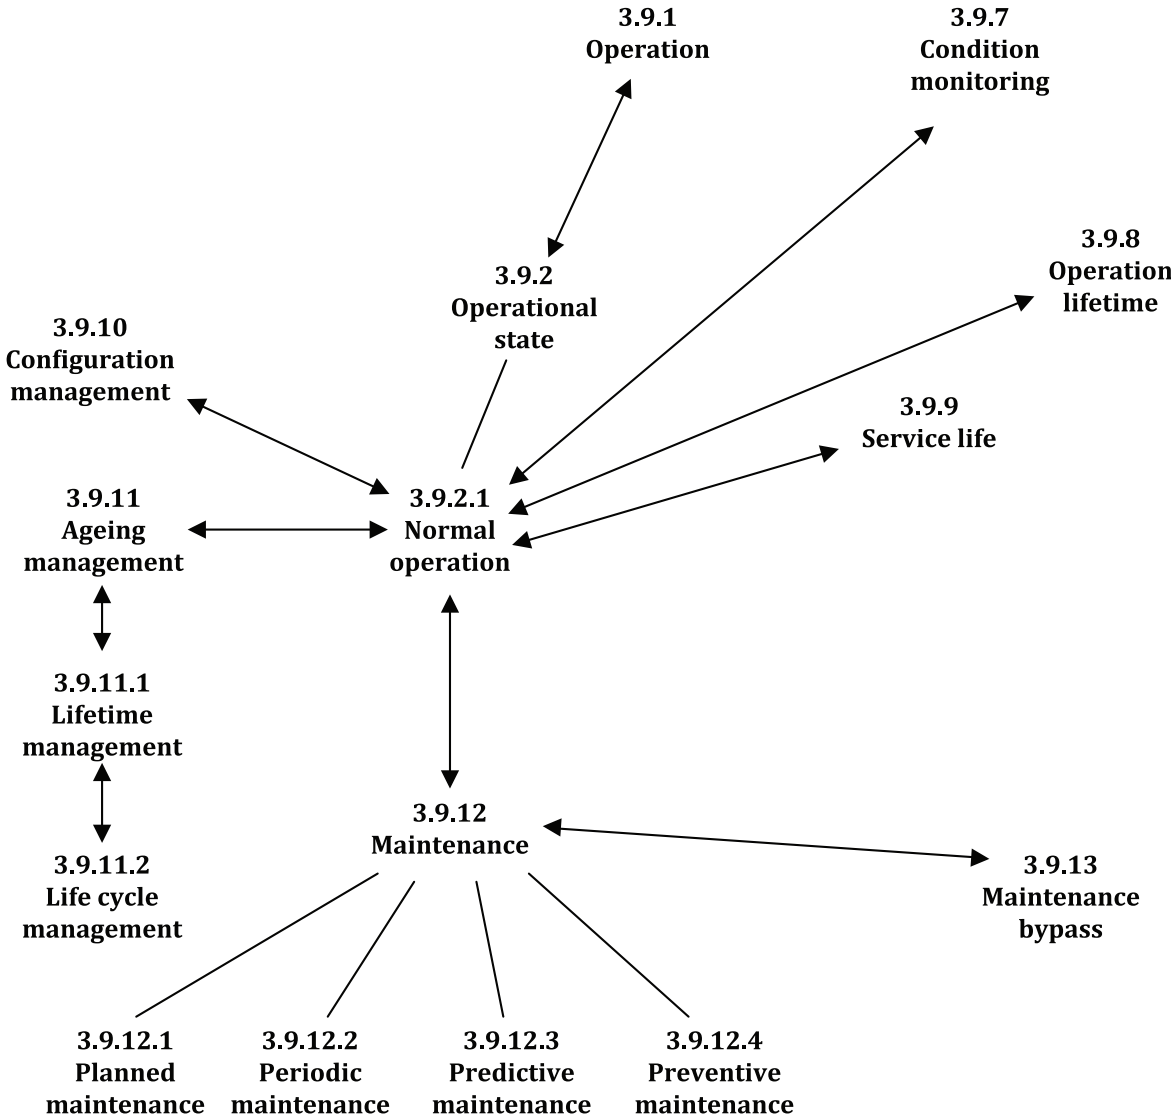 3.9.1
Operation
3.9.7
Condition
monitoring
3.9.8
Operation
lifetime
3.9.2
Operational
state
3.9.10
Configuration
management
3.9.9
Service life
3.9.11
Ageing
management
3.9.2.1
Normal
operation
3.9.11.1
Lifetime
management
3.9.12
Maintenance
3.9.11.2
Life cycle
management
3.9.13
Maintenance
bypass
3.9.12.1
Planned
maintenance
3.9.12.2
Periodic
maintenance
3.9.12.3
Predictive
maintenance
3.9.12.4
Preventive
maintenance